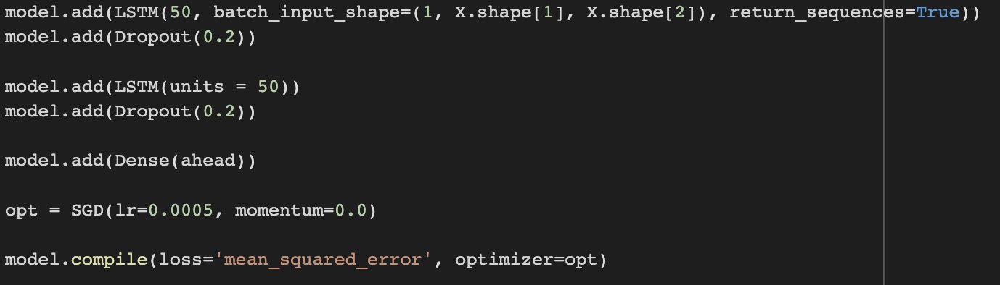 model.add(LSTM(50, batch_input_shape=(1, X.shape[1], X.shape[2]), return_sequences=True))
model.add(Dropout(0.2))
model.add(LSTM(units = 50))
model.add(Dropout(0.2))
model.add(Dense(ahead))
opt = SGD(lr=0.0005, momentum=0.0)
model.compile(loss='mean_squared_error', optimizer=opt)